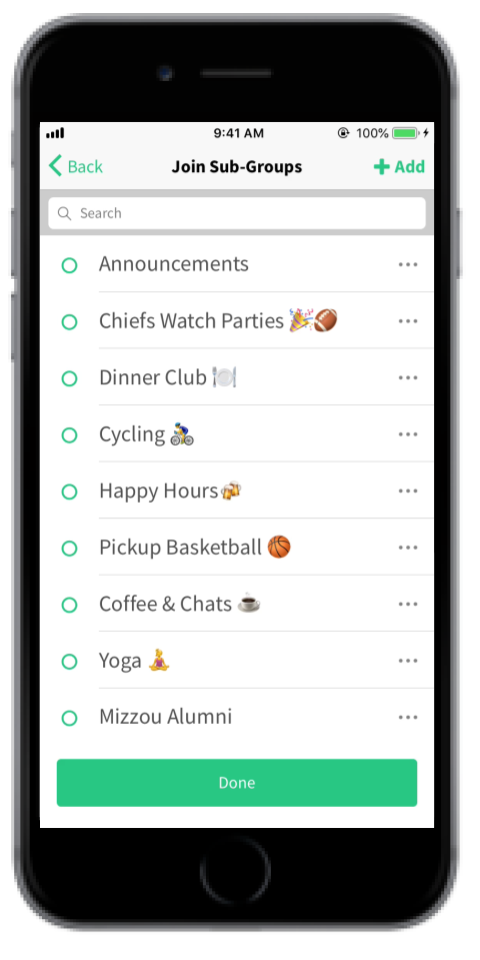 9:41 AM 100%
Back Join Sub-Groups + Add
Search
Announcements
Chiefs Watch Parties 🎉🏈
Dinner Club 🍽️
Cycling 🚴
Happy Hours🍻
Pickup Basketball 🏀
Coffee & Chats ☕
Yoga 🧘‍♀️
Mizzou Alumni
Done